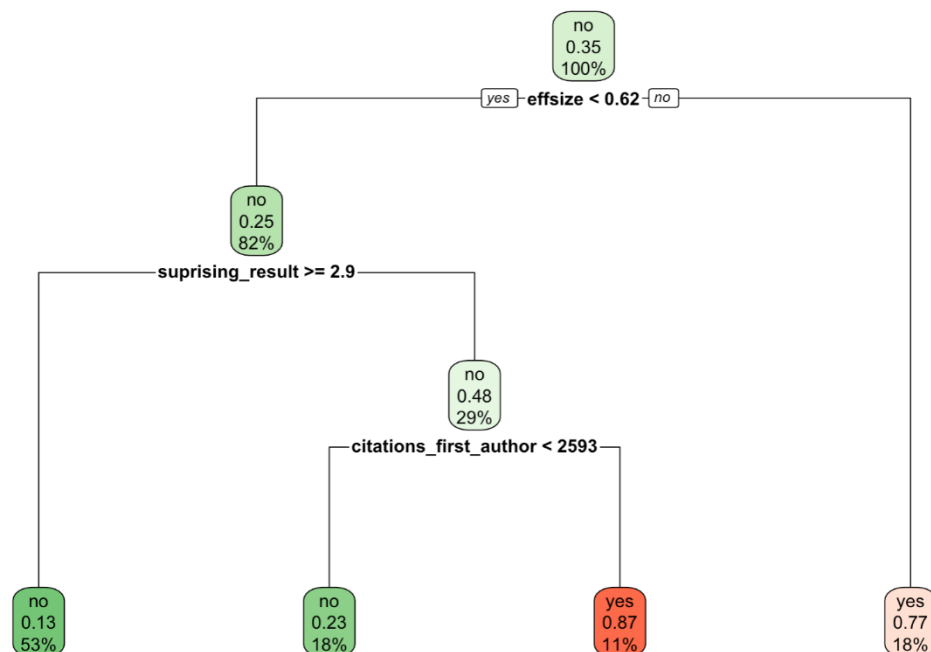 no
0.35
100%
yes effsize < 0.62 no
no
0.25
82%
suprising_result >= 2.9
no
0.48
29%
citations_first_author < 2593
no
0.13
53%
no
0.23
18%
yes
0.87
11%
yes
0.77
18%